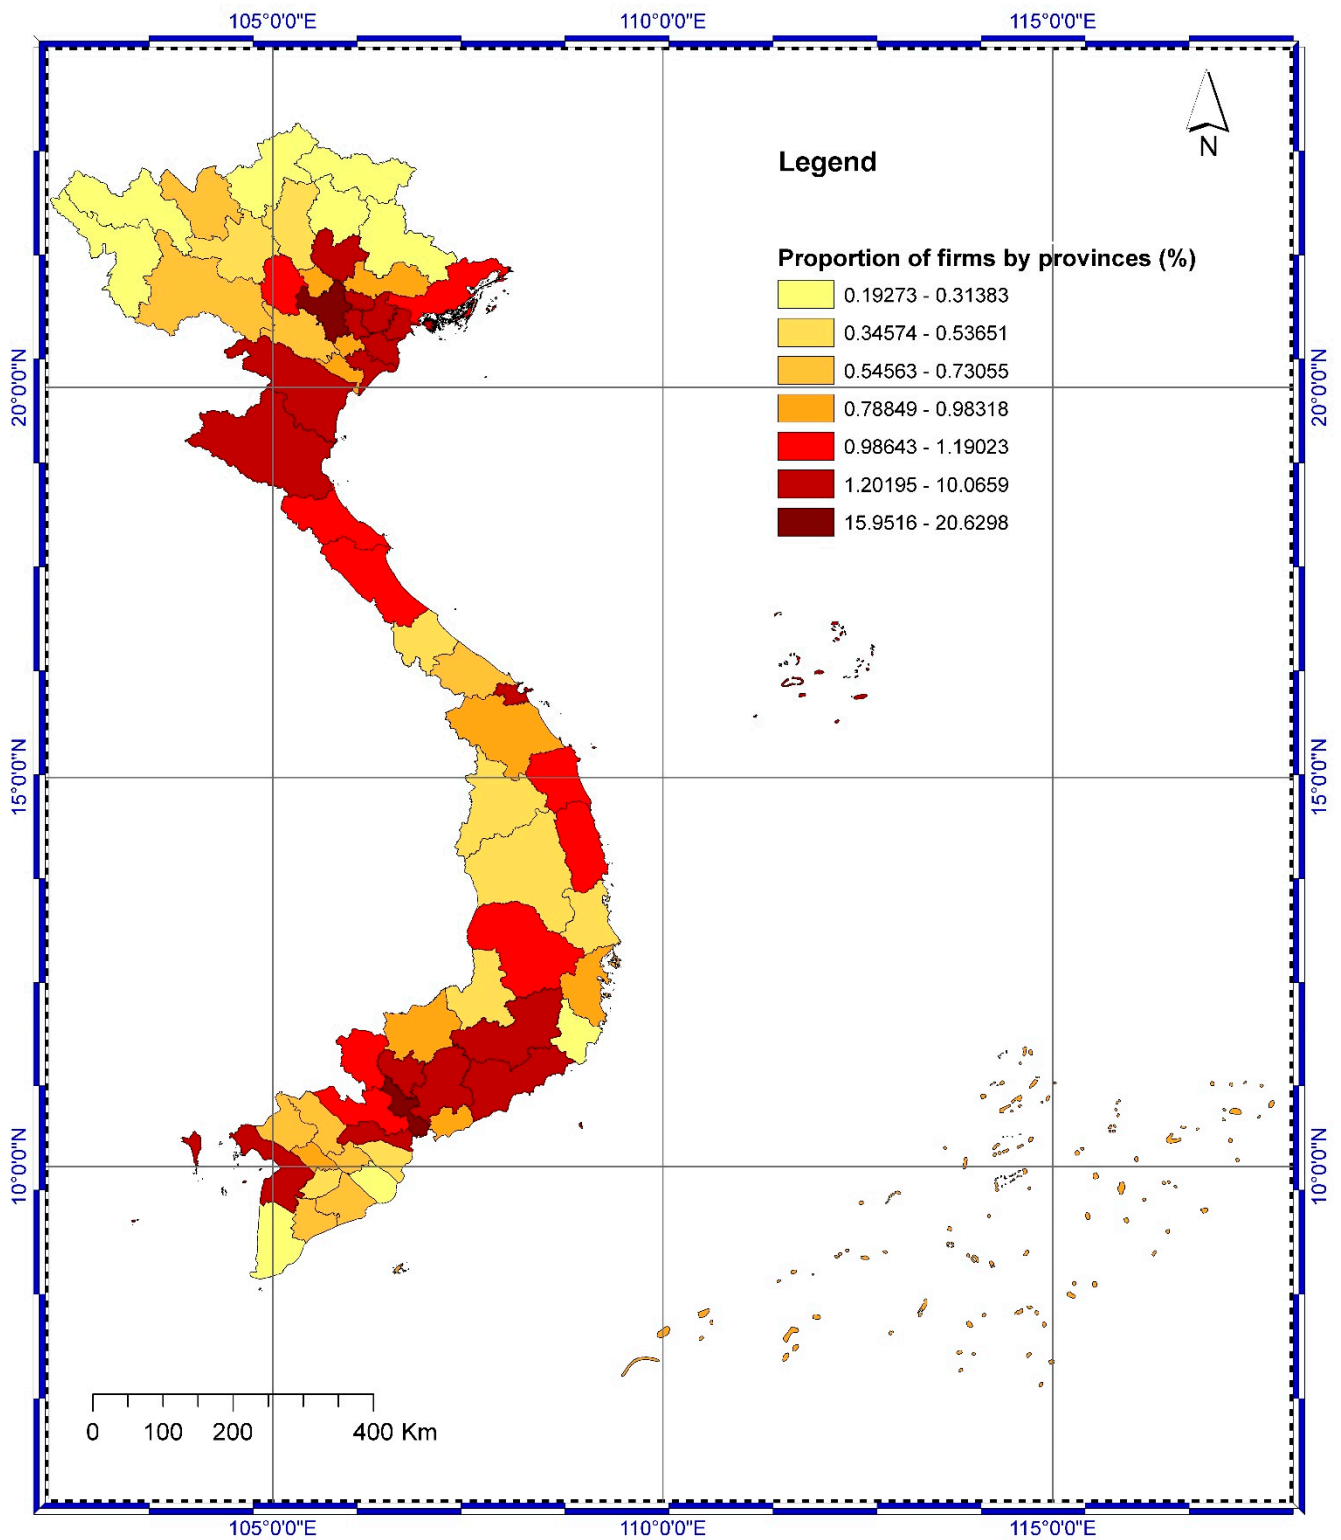 105°0'0"E 110°0'0"E 115°0'0"E
N
Legend
Proportion of firms by provinces (%)
0.19273 - 0.31383
0.34574 - 0.53651
0.54563 - 0.73055
0.78849 - 0.98318
0.98643 - 1.19023
1.20195 - 10.0659
15.9516 - 20.6298
20°0'0"N 20°0'0"N
15°0'0"N 15°0'0"N
10°0'0"N 10°0'0"N
0 100 200 400 Km
105°0'0"E 110°0'0"E 115°0'0"E